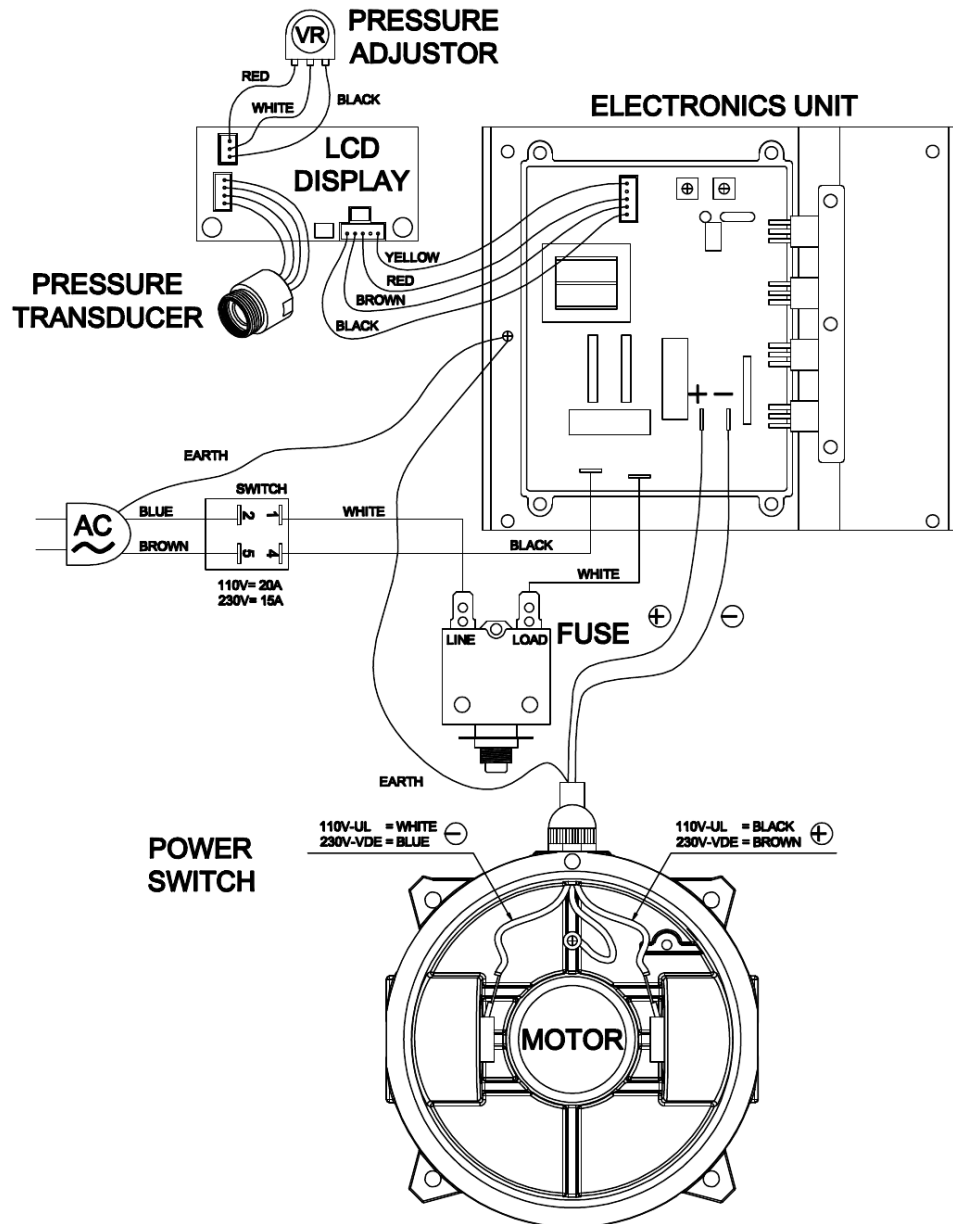 VR
PRESSURE
ADJUSTOR
RED
WHITE
BLACK
LCD
DISPLAY
PRESSURE
TRANSDUCER
YELLOW
RED
BROWN
BLACK
ELECTRONICS UNIT
+ −
EARTH
AC
BLUE
BROWN
SWITCH
2 1
5 4
110V= 20A
230V= 15A
WHITE
BLACK
WHITE
LINE
LOAD
FUSE
+
−
EARTH
POWER
SWITCH
110V-UL = WHITE
230V-VDE = BLUE
−
110V-UL = BLACK
230V-VDE = BROWN
+
MOTOR